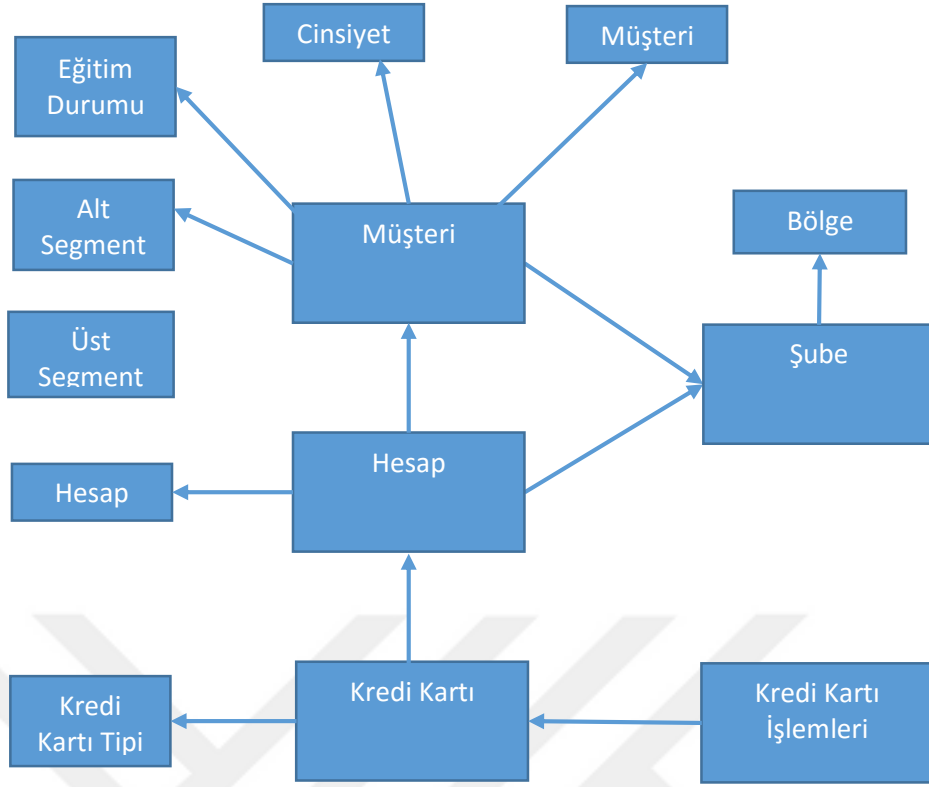 Cinsiyet
Müşteri
Eğitim
Durumu
Alt
Segment
Müşteri
Bölge
Üst
Segment
Şube
Hesap
Hesap
Kredi
Kartı Tipi
Kredi Kartı
Kredi Kartı
İşlemleri